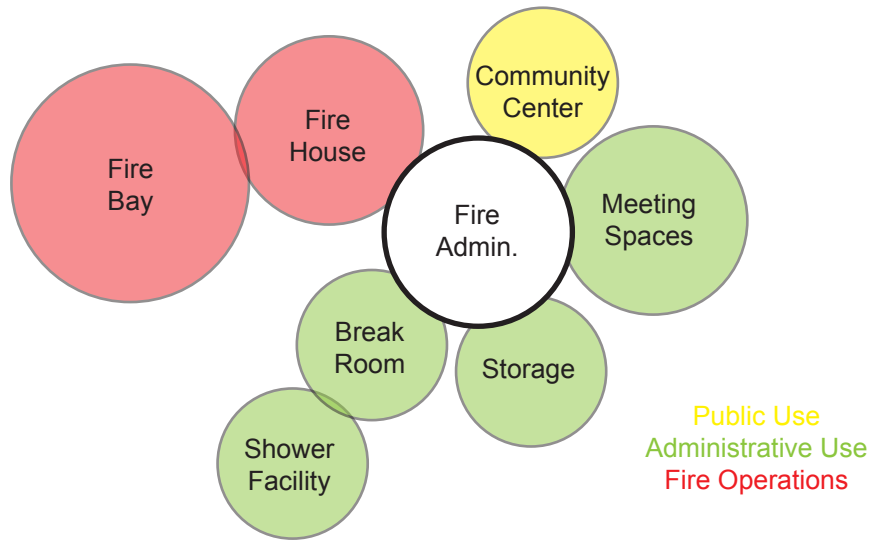 Community
Center
Fire
House
Fire
Bay
Fire
Admin.
Meeting
Spaces
Break
Room
Storage
Shower
Facility
Public Use
Administrative Use
Fire Operations